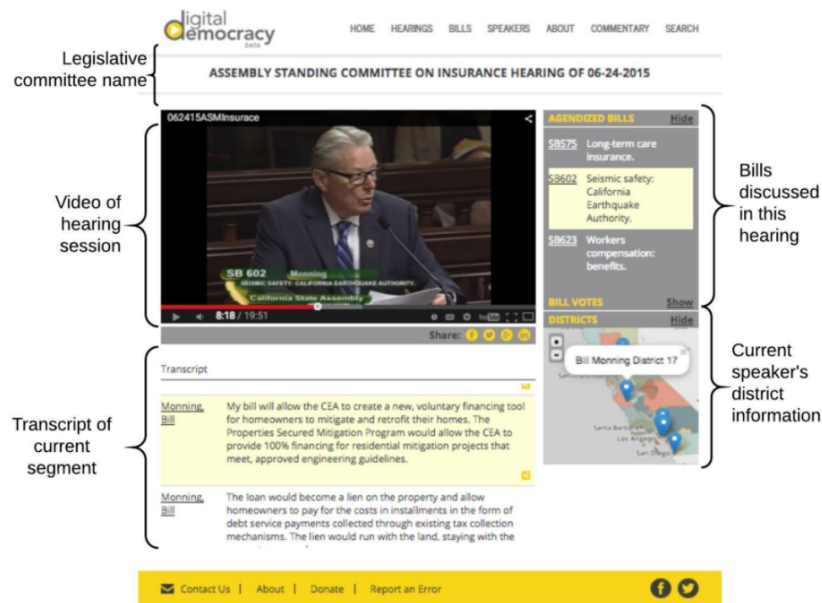 digital
democracy
beta
HOME HEARINGS BILLS SPEAKERS ABOUT COMMENTARY SEARCH
Legislative
committee name
ASSEMBLY STANDING COMMITTEE ON INSURANCE HEARING OF 06-24-2015
062415ASMInsurace
Video of
hearing
session
SB 602 Monning
SEISMIC SAFETY: CALIFORNIA EARTHQUAKE AUTHORITY.
California State Assembly
8:18 / 19:51
YouTube
Share:
AGENDIZED BILLS Hide
SB575 Long-term care
insurance.
SB602 Seismic safety:
California
Earthquake
Authority.
SB623 Workers
compensation:
benefits.
BILL VOTES Show
DISTRICTS Hide
Bills
discussed
in this
hearing
+
-
Bill Monning District 17
Santa Barbara
Los Angeles
San Diego
Current
speaker's
district
information
Transcript of
current
segment
Transcript
Monning,
Bill
My bill will allow the CEA to create a new, voluntary financing tool
for homeowners to mitigate and retrofit their homes. The
Properties Secured Mitigation Program would allow the CEA to
provide 100% financing for residential mitigation projects that
meet, approved engineering guidelines.
Monning,
Bill
The loan would become a lien on the property and allow
homeowners to pay for the costs in installments in the form of
debt service payments collected through existing tax collection
mechanisms. The lien would run with the land, staying with the
Contact Us | About | Donate | Report an Error